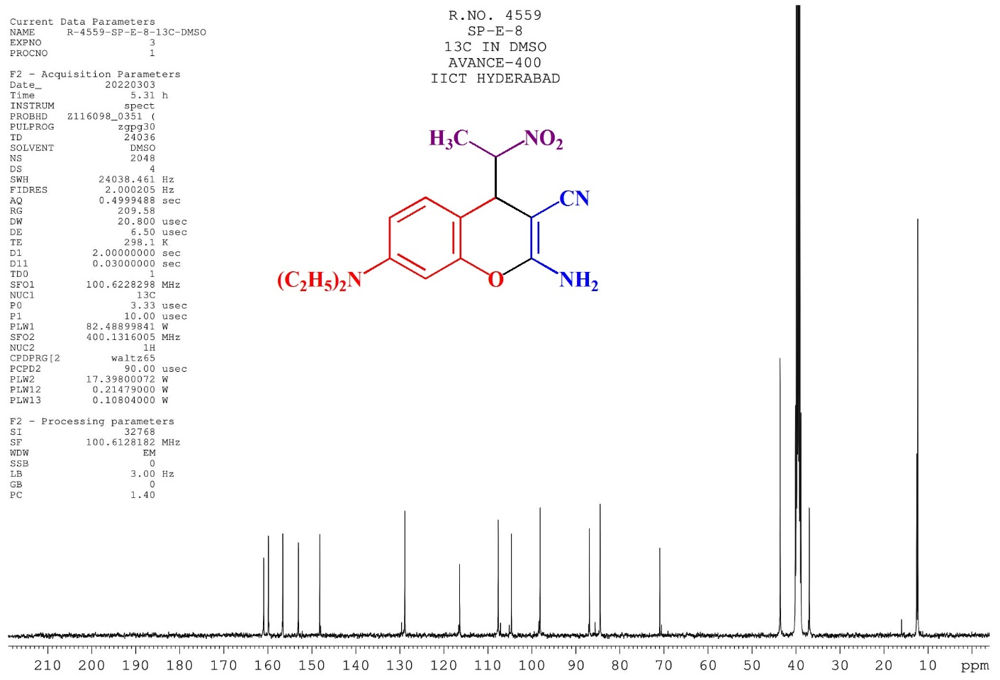 Current Data Parameters
NAME R-4559-SP-E-8-13C-DMSO
EXPNO 3
PROCNO 1
F2 - Acquisition Parameters
Date_ 20220303
Time 5.31 h
INSTRUM spect
PROBHD Z116098_0351 (
PULPROG zgpg30
TD 24036
SOLVENT DMSO
NS 2048
DS 4
SWH 24038.461 Hz
FIDRES 2.000205 Hz
AQ 0.4999488 sec
RG 209.58
DW 20.800 usec
DE 6.50 usec
TE 298.1 K
D1 2.00000000 sec
D11 0.03000000 sec
TD0 1
SFO1 100.6228298 MHz
NUC1 13C
P0 3.33 usec
P1 10.00 usec
PLW1 82.48899841 W
SFO2 400.1316005 MHz
NUC2 1H
CPDPRG[2 waltz65
PCPD2 90.00 usec
PLW2 17.39800072 W
PLW12 0.21479000 W
PLW13 0.10804000 W
F2 - Processing parameters
SI 32768
SF 100.6128182 MHz
WDW EM
SSB 0
LB 3.00 Hz
GB 0
PC 1.40
R.NO. 4559
SP-E-8
13C IN DMSO
AVANCE-400
IICT HYDERABAD
H₃C NO₂
CN
(C₂H₅)₂N O NH₂
210 200 190 180 170 160 150 140 130 120 110 100 90 80 70 60 50 40 30 20 10 ppm